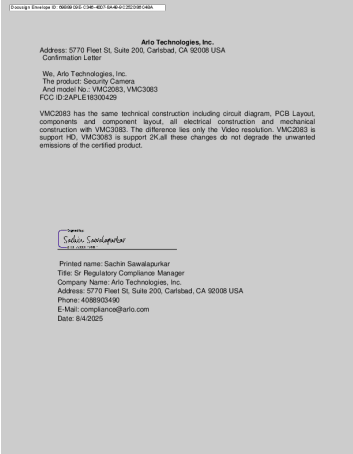 Arlo Technologies, Inc.
Address: 5770 Fleet St, Suite 200, Carlsbad, CA 92008 USA
Confirmation Letter
We, Arlo Technologies, Inc.
The product: Security Camera
And model No.: VMC2083, VMC3083
FCC ID:2APLE18300429
VMC2083 has the same technical construction including circuit diagram, PCB Layout,
components and component layout, all electrical construction and mechanical
construction with VMC3083. The difference lies only the Video resolution. VMC2083 is
support HD, VMC3083 is support 2K.all these changes do not degrade the unwanted
emissions of the certified product.
Sachin Sawalapurkar
Printed name: Sachin Sawalapurkar
Title: Sr Regulatory Compliance Manager
Company Name: Arlo Technologies, Inc.
Address: 5770 Fleet St, Suite 200, Carlsbad, CA 92008 USA
Phone: 4088903490
E-Mail: compliance@arlo.com
Date: 8/4/2025